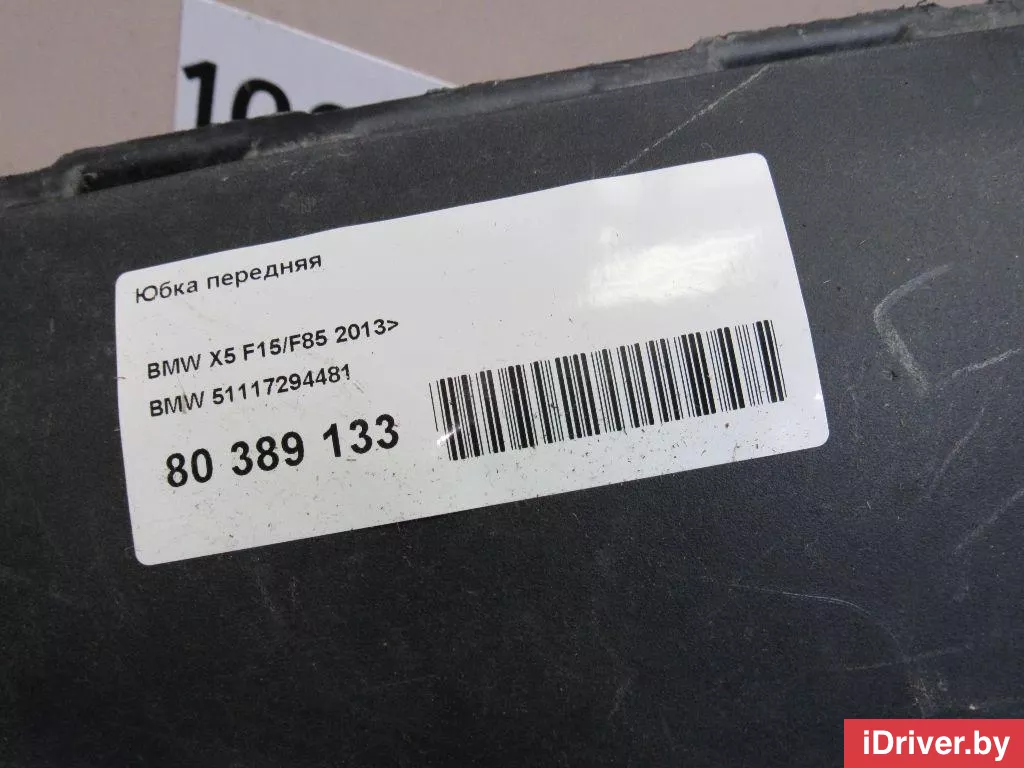 Юбка передняя
BMW X5 F15/F85 2013>
BMW 51117294481
80 389 133
iDriver.by